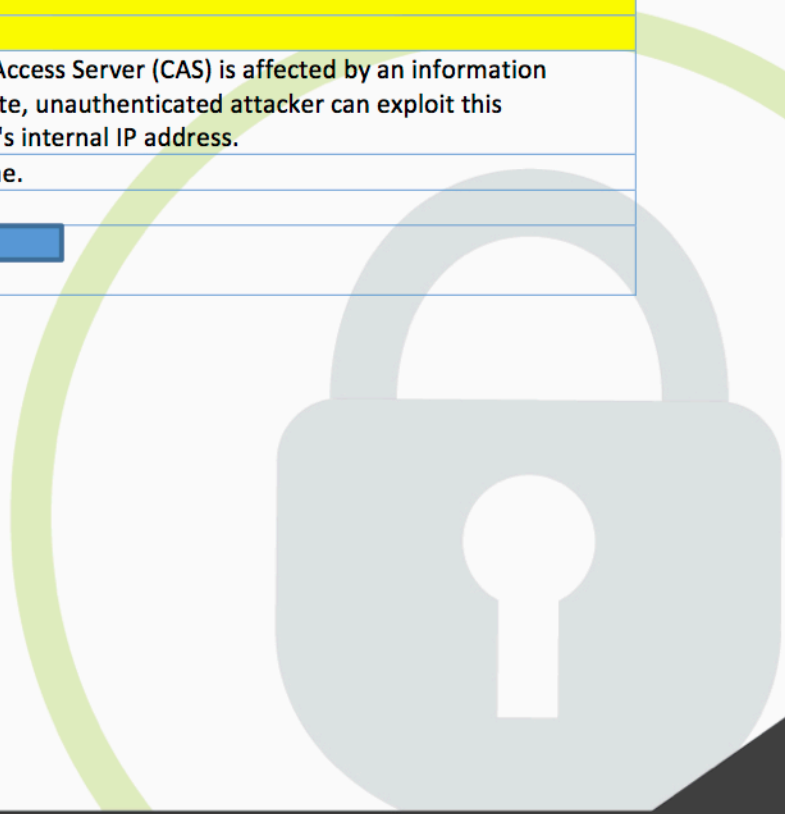 Access Server (CAS) is affected by an information
te, unauthenticated attacker can exploit this
's internal IP address.
e.